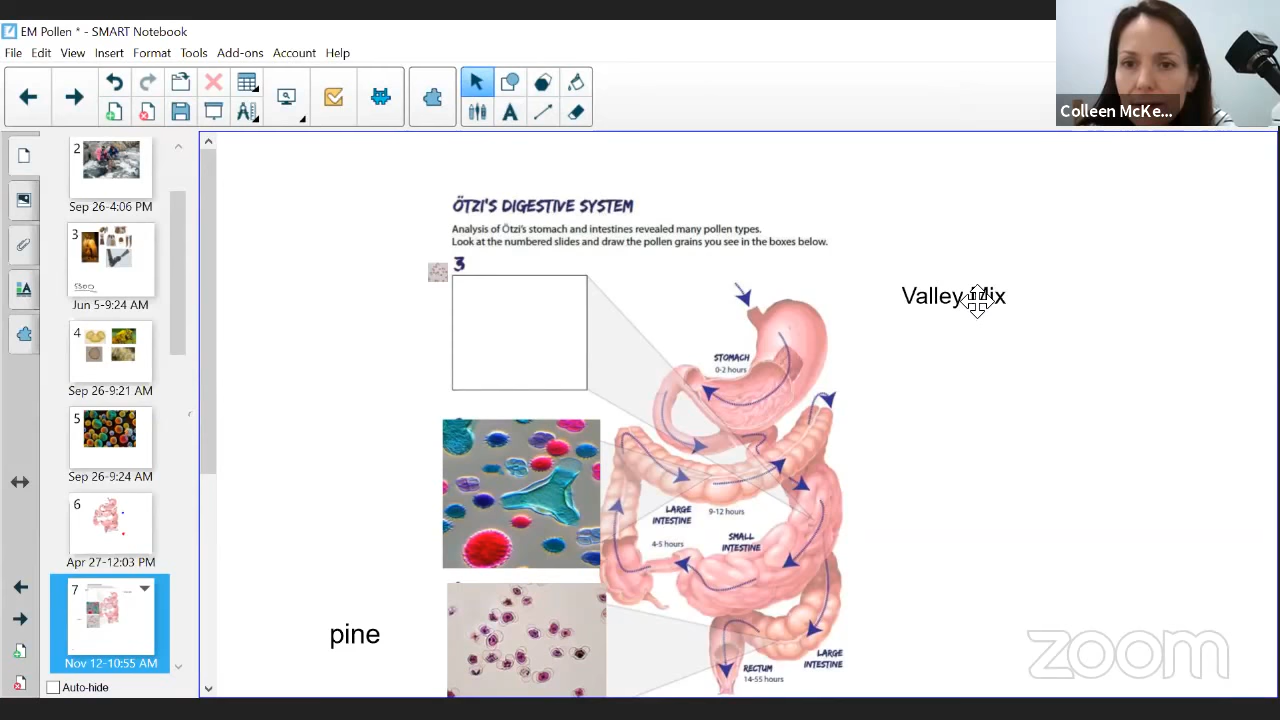 EM Pollen * - SMART Notebook
File Edit View Insert Format Tools Add-ons Account Help
Colleen McKe...
2
Sep 26-4:06 PM
3
Jun 5-9:24 AM
4
Sep 26-9:21 AM
5
Sep 26-9:24 AM
6
Apr 27-12:03 PM
7
Nov 12-10:55 AM
Auto-hide
ÖTZI'S DIGESTIVE SYSTEM
Analysis of Ötzi's stomach and intestines revealed many pollen types.
Look at the numbered slides and draw the pollen grains you see in the boxes below.
3
Valley Mix
STOMACH
0-2 hours
LARGE
INTESTINE
9-12 hours
SMALL
INTESTINE
4-5 hours
pine
LARGE
INTESTINE
RECTUM
14-55 hours
zoom